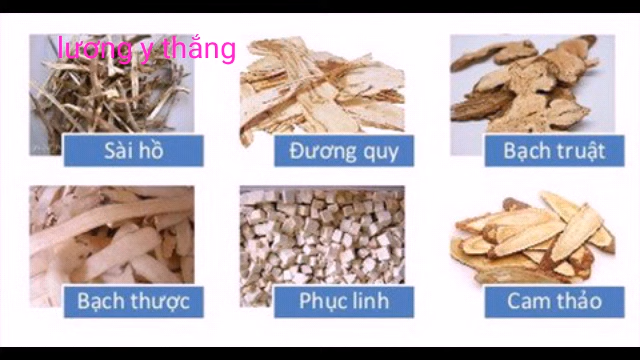 lương y thắng
Sài hồ
Đương quy
Bạch truật
Bạch thược
Phục linh
Cam thảo